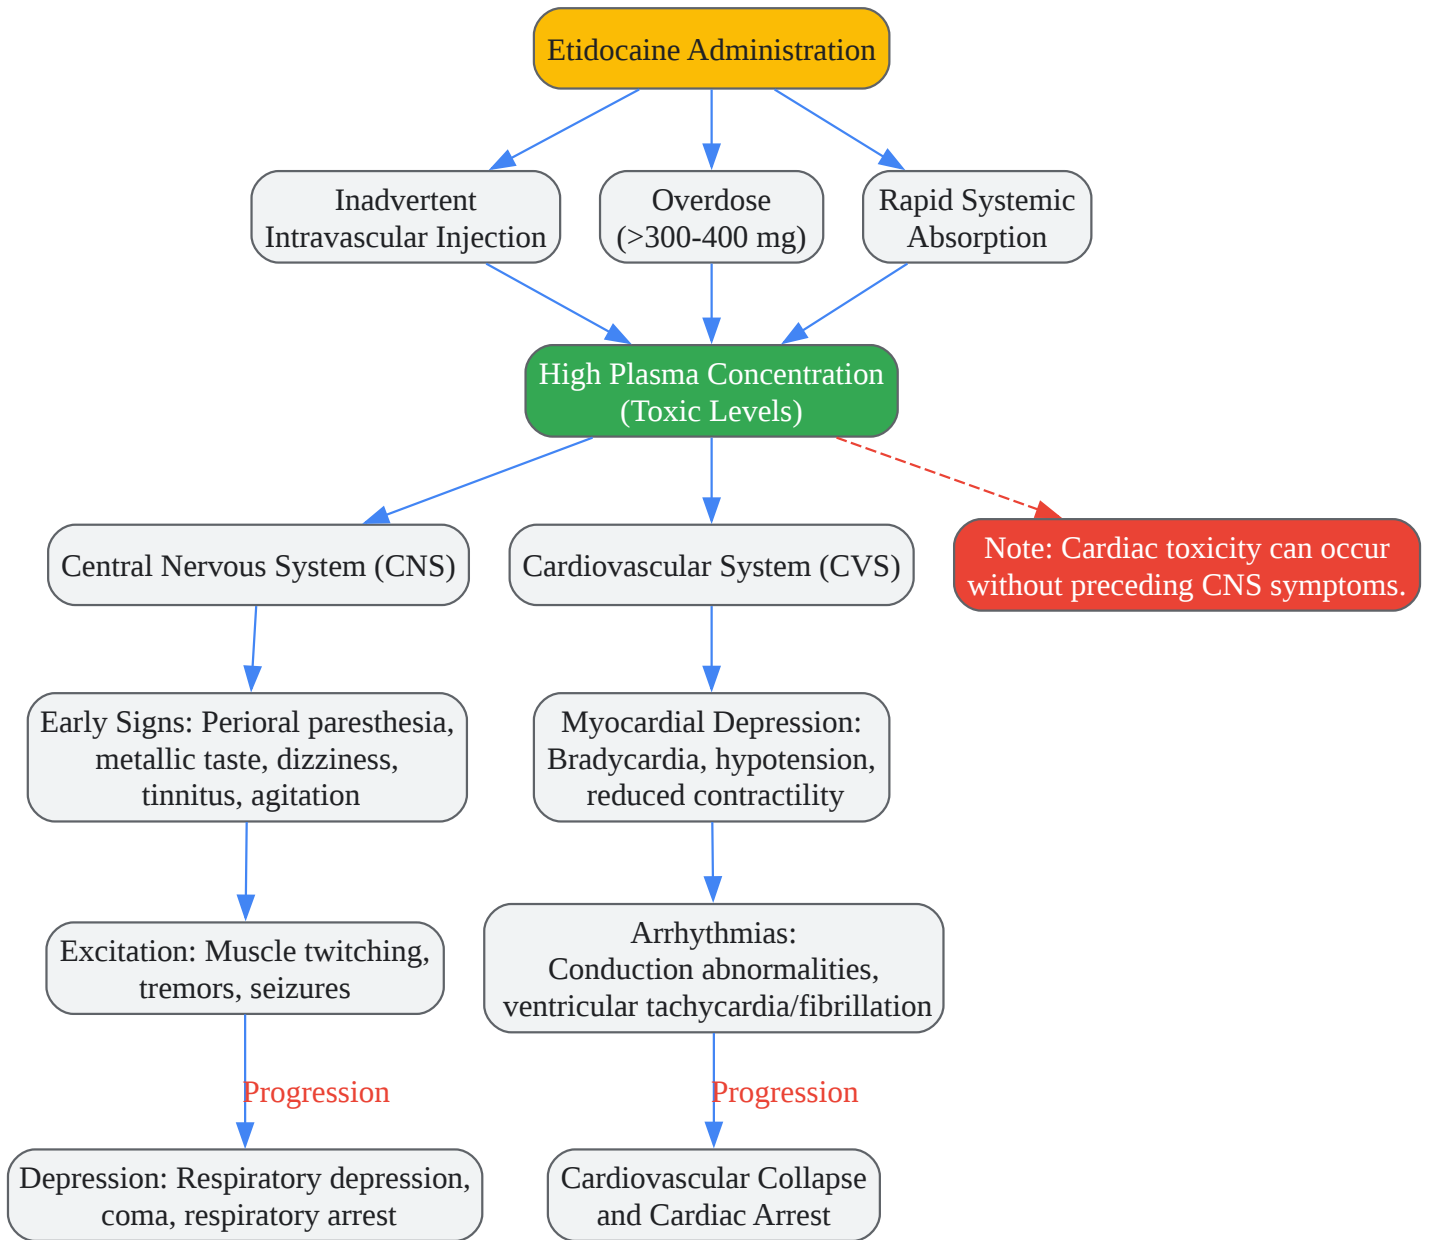 Etidocaine Administration
Inadvertent
Intravascular Injection
Overdose
(>300-400 mg)
Rapid Systemic
Absorption
High Plasma Concentration
(Toxic Levels)
Central Nervous System (CNS)
Cardiovascular System (CVS)
Note: Cardiac toxicity can occur
without preceding CNS symptoms.
Early Signs: Perioral paresthesia,
metallic taste, dizziness,
tinnitus, agitation
Myocardial Depression:
Bradycardia, hypotension,
reduced contractility
Excitation: Muscle twitching,
tremors, seizures
Arrhythmias:
Conduction abnormalities,
ventricular tachycardia/fibrillation
Progression
Progression
Depression: Respiratory depression,
coma, respiratory arrest
Cardiovascular Collapse
and Cardiac Arrest